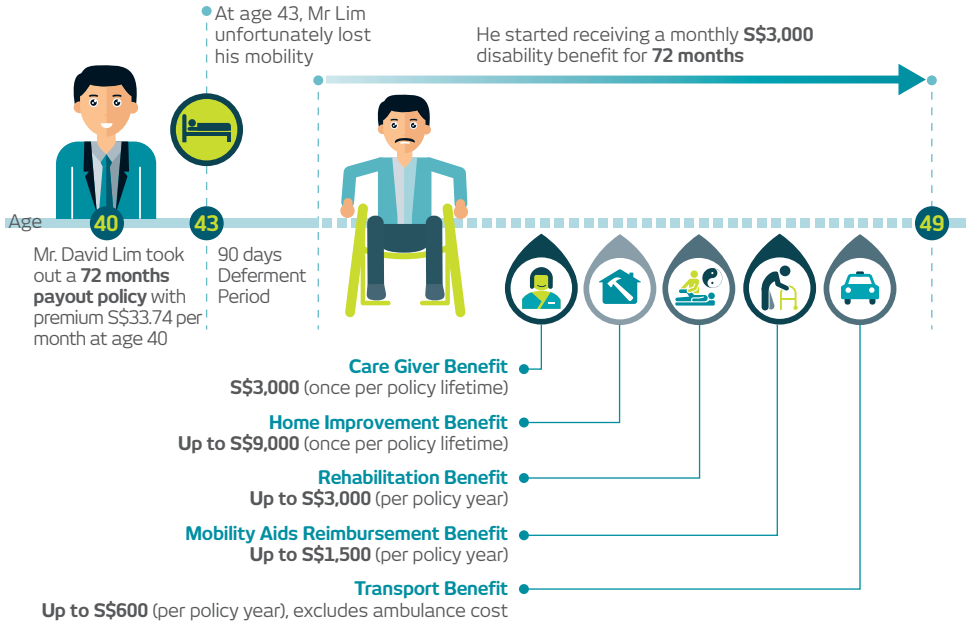 At age 43, Mr Lim
unfortunately lost
his mobility
He started receiving a monthly S$3,000
disability benefit for 72 months
Age
40
43
49
Mr. David Lim took
out a 72 months
payout policy with
premium S$33.74 per
month at age 40
90 days
Deferment
Period
Care Giver Benefit
S$3,000 (once per policy lifetime)
Home Improvement Benefit
Up to S$9,000 (once per policy lifetime)
Rehabilitation Benefit
Up to S$3,000 (per policy year)
Mobility Aids Reimbursement Benefit
Up to S$1,500 (per policy year)
Transport Benefit
Up to S$600 (per policy year), excludes ambulance cost